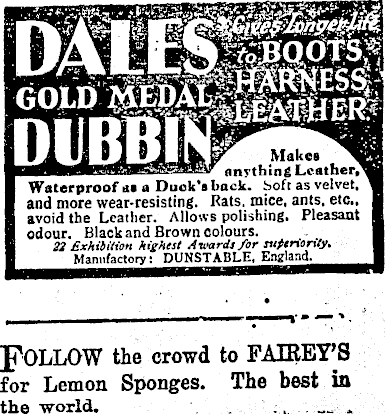 DALES
GOLD MEDAL
DUBBIN
Gives Longer Life
to BOOTS
HARNESS
LEATHER
Makes
anything Leather,
Waterproof as a Duck's back. Soft as velvet,
and more wear-resisting. Rats, mice, ants, etc.,
avoid the Leather. Allows polishing. Pleasant
odour. Black and Brown colours.
22 Exhibition highest Awards for superiority.
Manufactory: DUNSTABLE, England.
FOLLOW the crowd to FAIREY'S
for Lemon Sponges. The best in
the world.